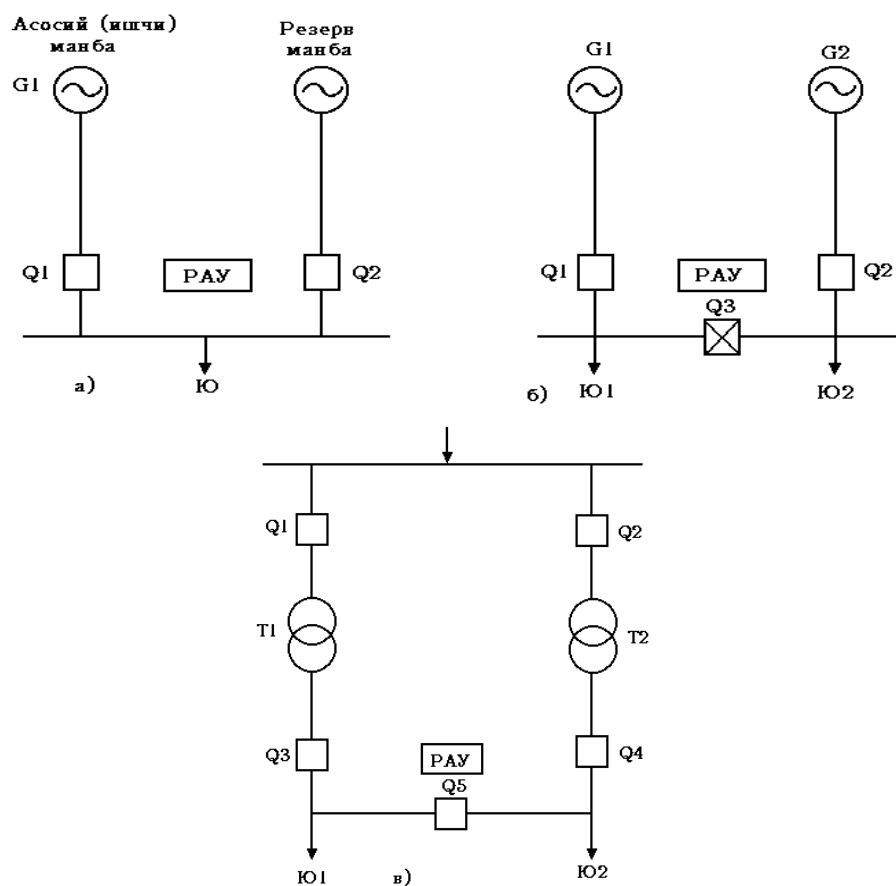 Асосий (ишчи)
манба
Резерв
манба
G1
G1
G2
Q1
РАУ
Q2
Q1
РАУ
Q2
Q3
а)
Ю
б)
Ю1
Ю2
Q1
Q2
T1
T2
Q3
РАУ
Q4
Q5
Ю1
в)
Ю2